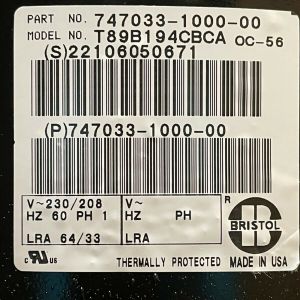 PART NO. 747033-1000-00
MODEL NO. T89B194CBCA OC-56
(S)22106050671
(P)747033-1000-00
V~230/208 V~
HZ 60 PH 1 HZ PH
LRA 64/33 LRA
R
BRISTOL
C US
THERMALLY PROTECTED MADE IN USA